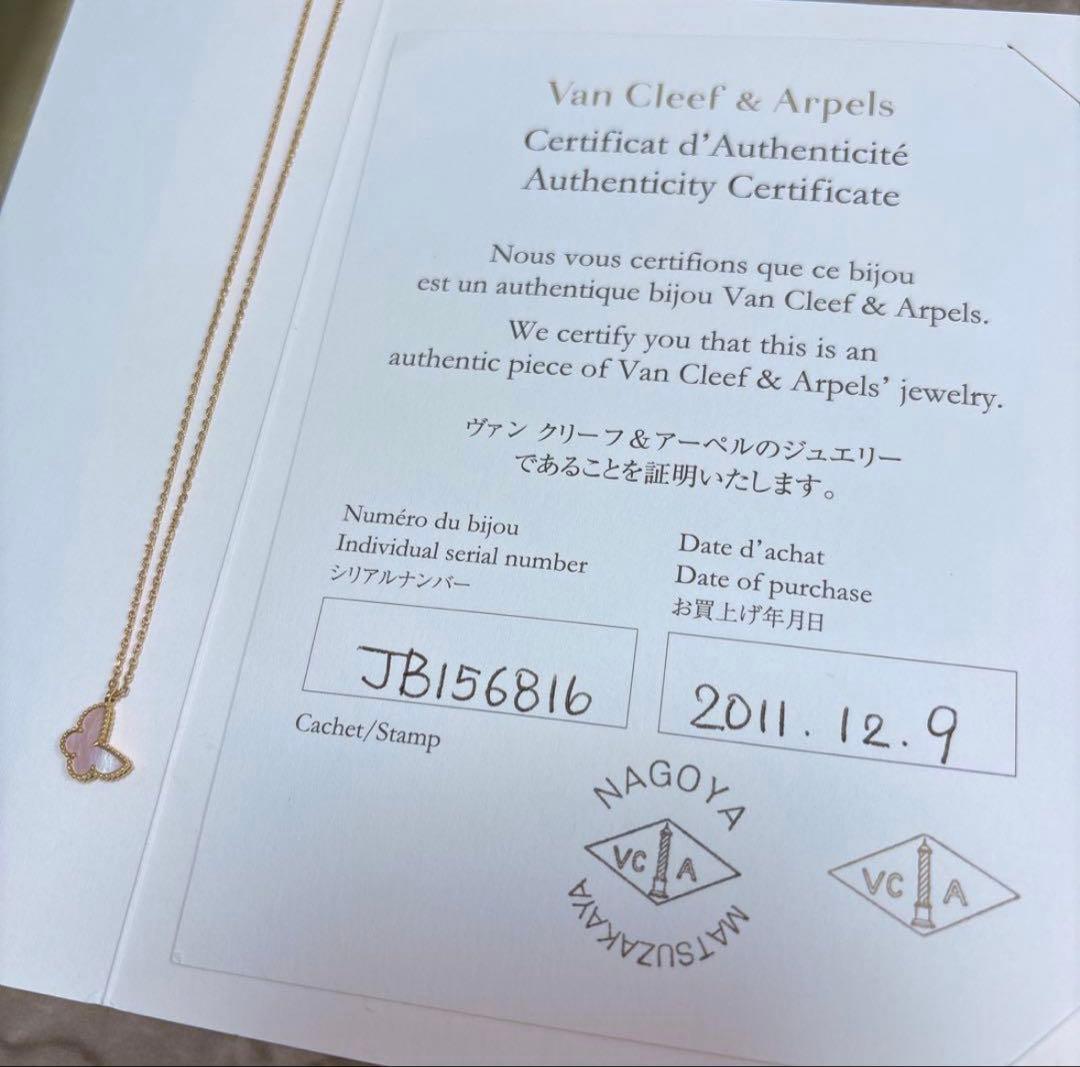 Van Cleef & Arpels
Certificat d'Authenticité
Authenticity Certificate
Nous vous certifions que ce bijou
est un authentique bijou Van Cleef & Arpels.
We certify you that this is an
authentic piece of Van Cleef & Arpels' jewelry.
ヴァン クリーフ&アーペルのジュエリー
であることを証明いたします。
Numéro du bijou
Individual serial number
シリアルナンバー
JB156816
Date d'achat
Date of purchase
お買上げ年月日
2011.12.9
Cachet/Stamp
NAGOYA
VC A
MATSUZAKAYA
VC A